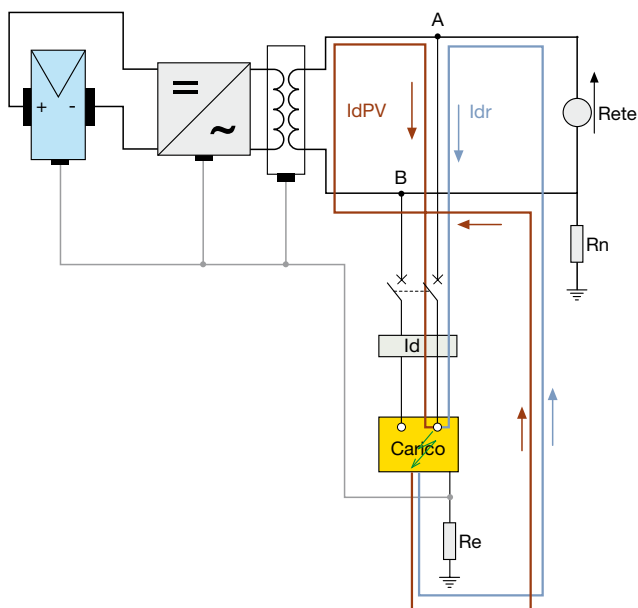 A
+ -
=
~
IdPV
Idr
Rete
B
Rn
Id
Carico
Re